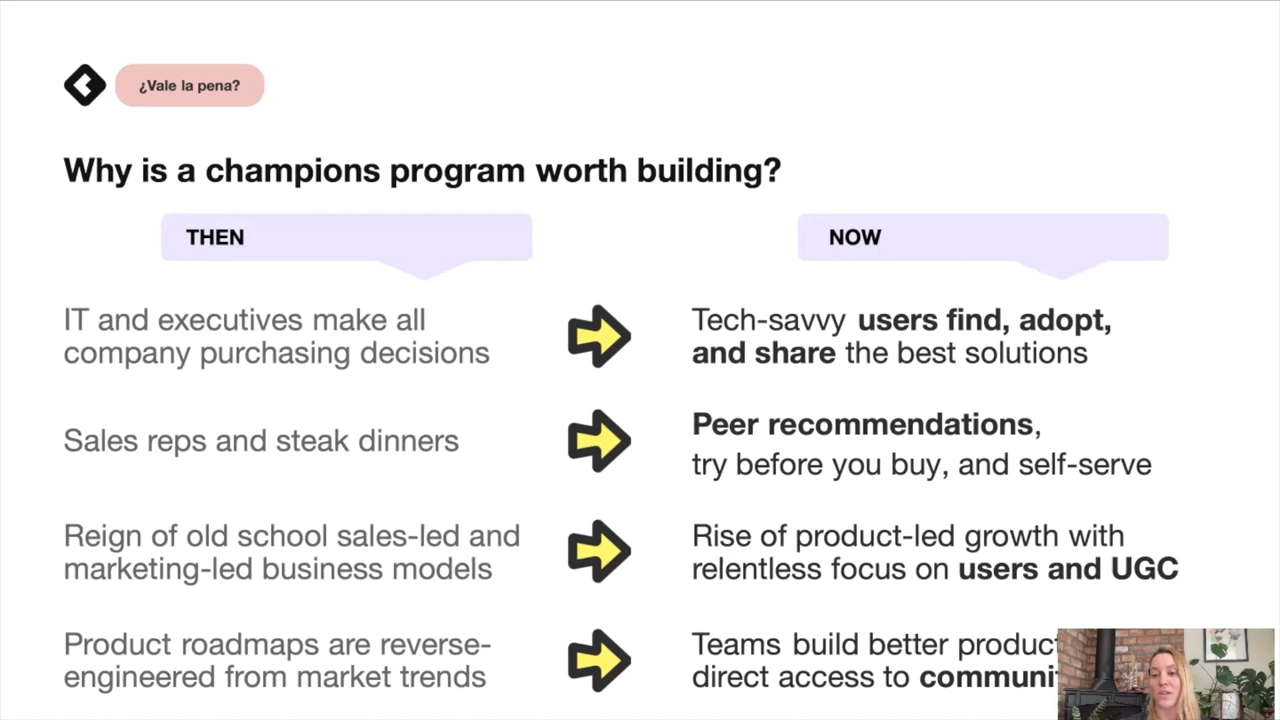 ¿Vale la pena?
Why is a champions program worth building?
THEN
NOW
IT and executives make all
company purchasing decisions
Tech-savvy users find, adopt,
and share the best solutions
Sales reps and steak dinners
Peer recommendations,
try before you buy, and self-serve
Reign of old school sales-led and
marketing-led business models
Rise of product-led growth with
relentless focus on users and UGC
Product roadmaps are reverse-
engineered from market trends
Teams build better
direct access to